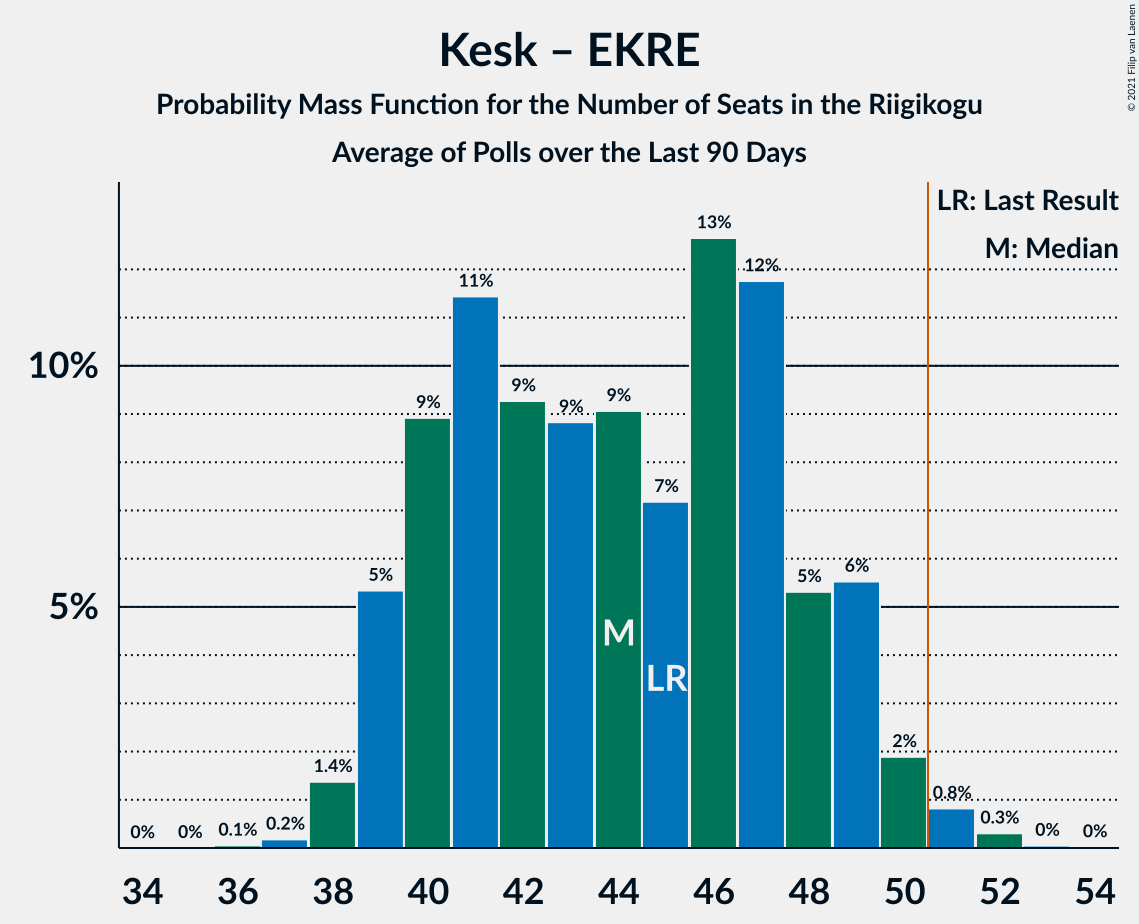 Kesk – EKRE
Probability Mass Function for the Number of Seats in the Riigikogu
Average of Polls over the Last 90 Days
© 2021 Filip van Laenen
LR: Last Result
M: Median
10%
5%
0%
0%
0.1%
0.2%
1.4%
5%
9%
11%
9%
9%
9%
7%
13%
12%
5%
6%
2%
0.8%
0.3%
0%
0%
M
LR
34 36 38 40 42 44 46 48 50 52 54